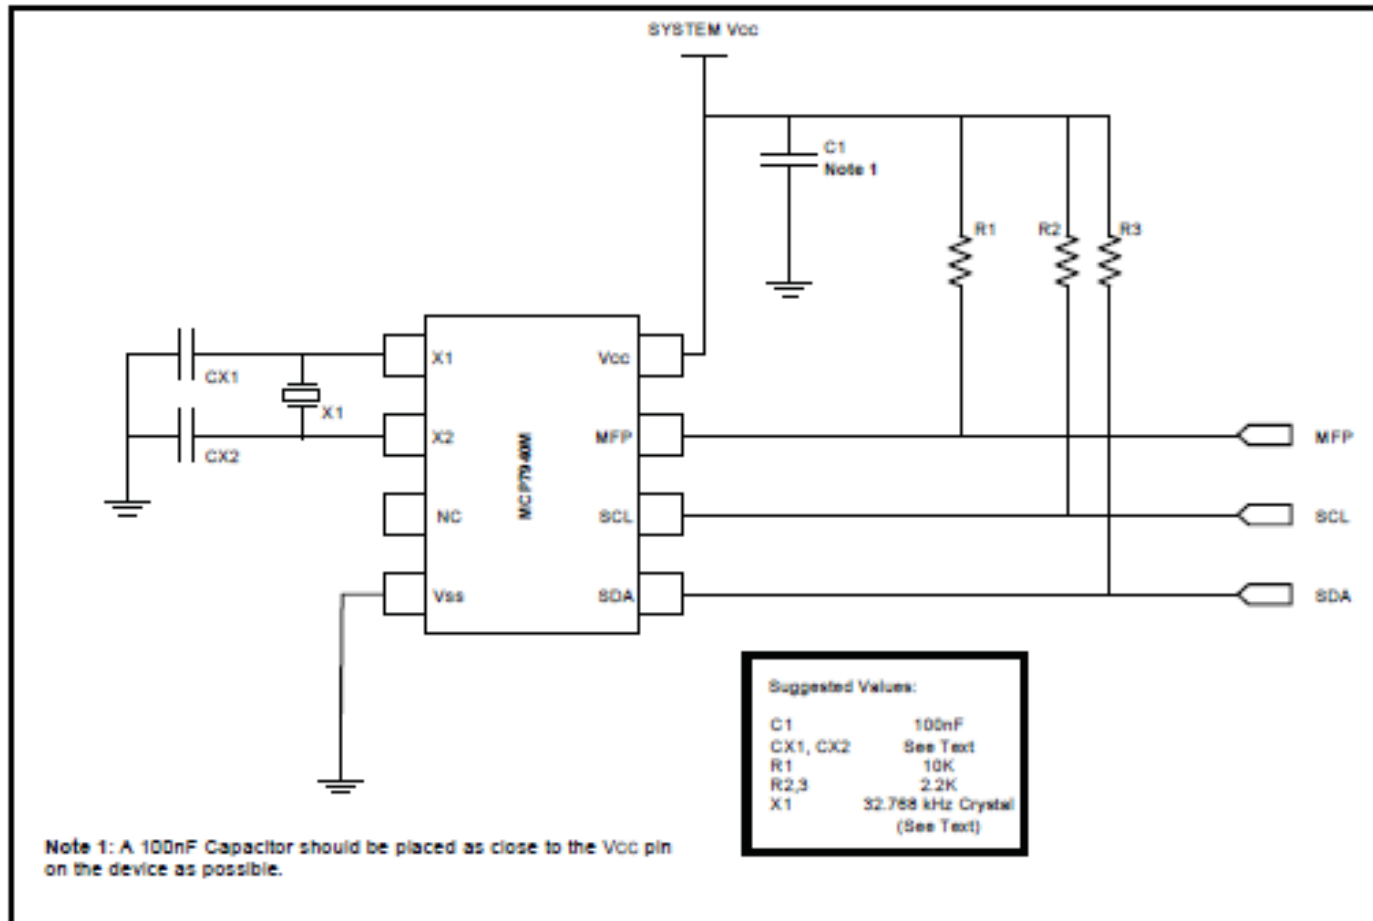 SYSTEM Vcc
C1
Note 1
R1
R2
R3
CX1
X1
CX2
X1
X2
NC
Vss
MCP7940M
Vcc
MFP
SCL
SDA
MFP
SCL
SDA
Suggested Values:
C1 100nF
CX1, CX2 See Text
R1 10K
R2,3 2.2K
X1 32.768 kHz Crystal
(See Text)
Note 1: A 100nF Capacitor should be placed as close to the Vcc pin
on the device as possible.